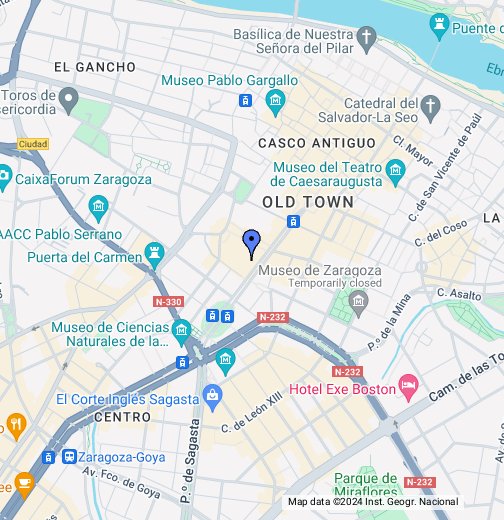 Basílica de Nuestra
Señora del Pilar
Puente d
Ebr
EL GANCHO
Museo Pablo Gargallo
Toros de
sericordia
Catedral del
Salvador-La Seo
Ciudad
CASCO ANTIGUO
Cl. Mayor
C. de San Vicente de Paúl
CaixaForum Zaragoza
Museo del Teatro
de Caesaraugusta
OLD TOWN
LA
AACC Pablo Serrano
C. del Coso
Puerta del Carmen
Museo de Zaragoza
Temporarily closed
C. Asalto
N-330
P.º de la Mina
N-232
Museo de Ciencias
Naturales de la...
N-232
Hotel Exe Boston
Cam. de las To
El Corte Inglés Sagasta
CENTRO
C. de León XIII
P.º de Sagasta
Zaragoza-Goya
Av. Fco. de Goya
N-232
ee
Parque de
Miraflores
Map data ©2024 Inst. Geogr. Nacional